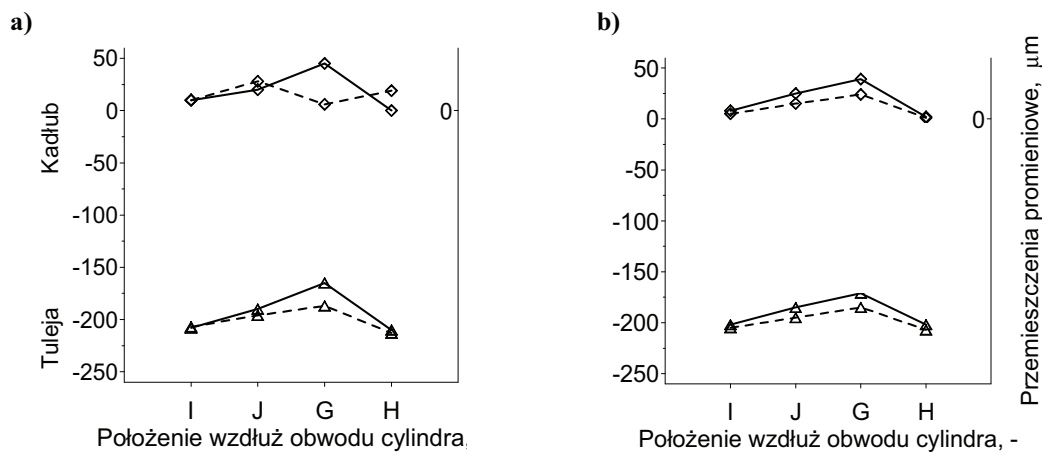 a)
50
0
-50
-100
-150
-200
-250
Kadłub
Tuleja
0
I J G H
Położenie wzdłuż obwodu cylindra,
b)
50
0
-50
-100
-150
-200
-250
0
I J G H
Położenie wzdłuż obwodu cylindra, -
Przemieszczenia promieniowe, μm